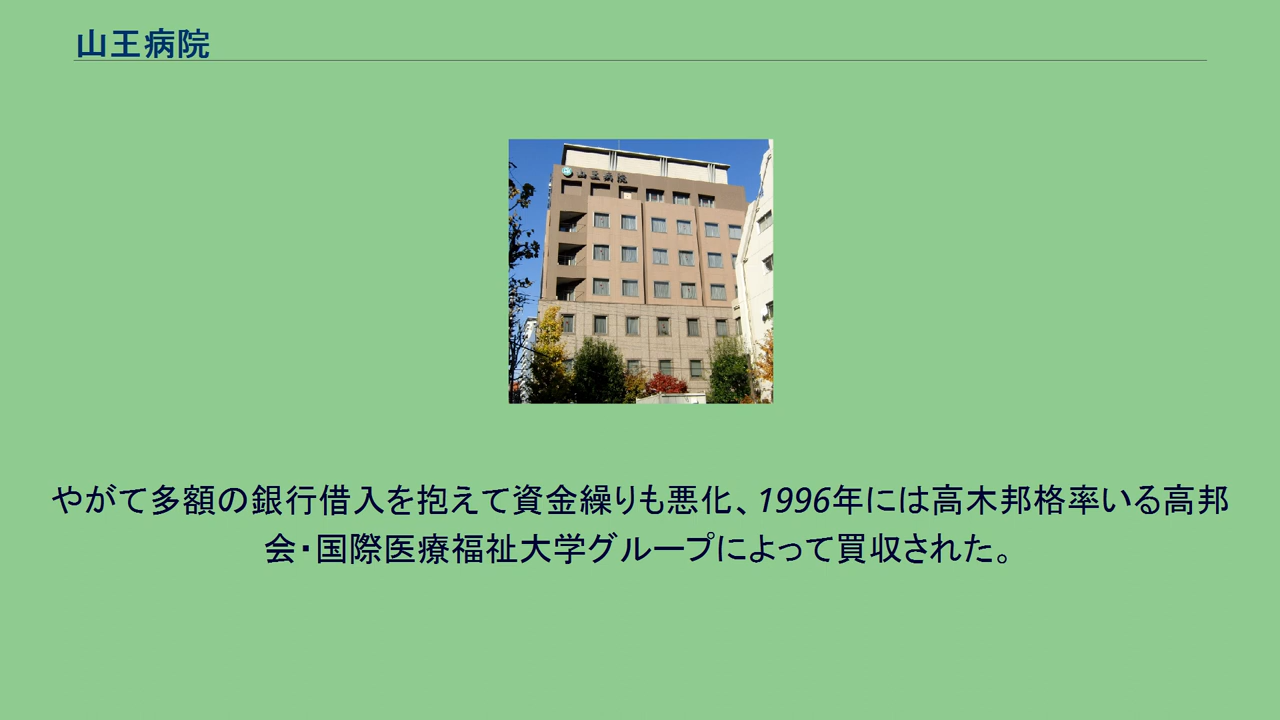 山王病院
山王病院
やがて多額の銀行借入を抱えて資金繰りも悪化、1996年には高木邦格率いる高邦
会・国際医療福祉大学グループによって買収された。